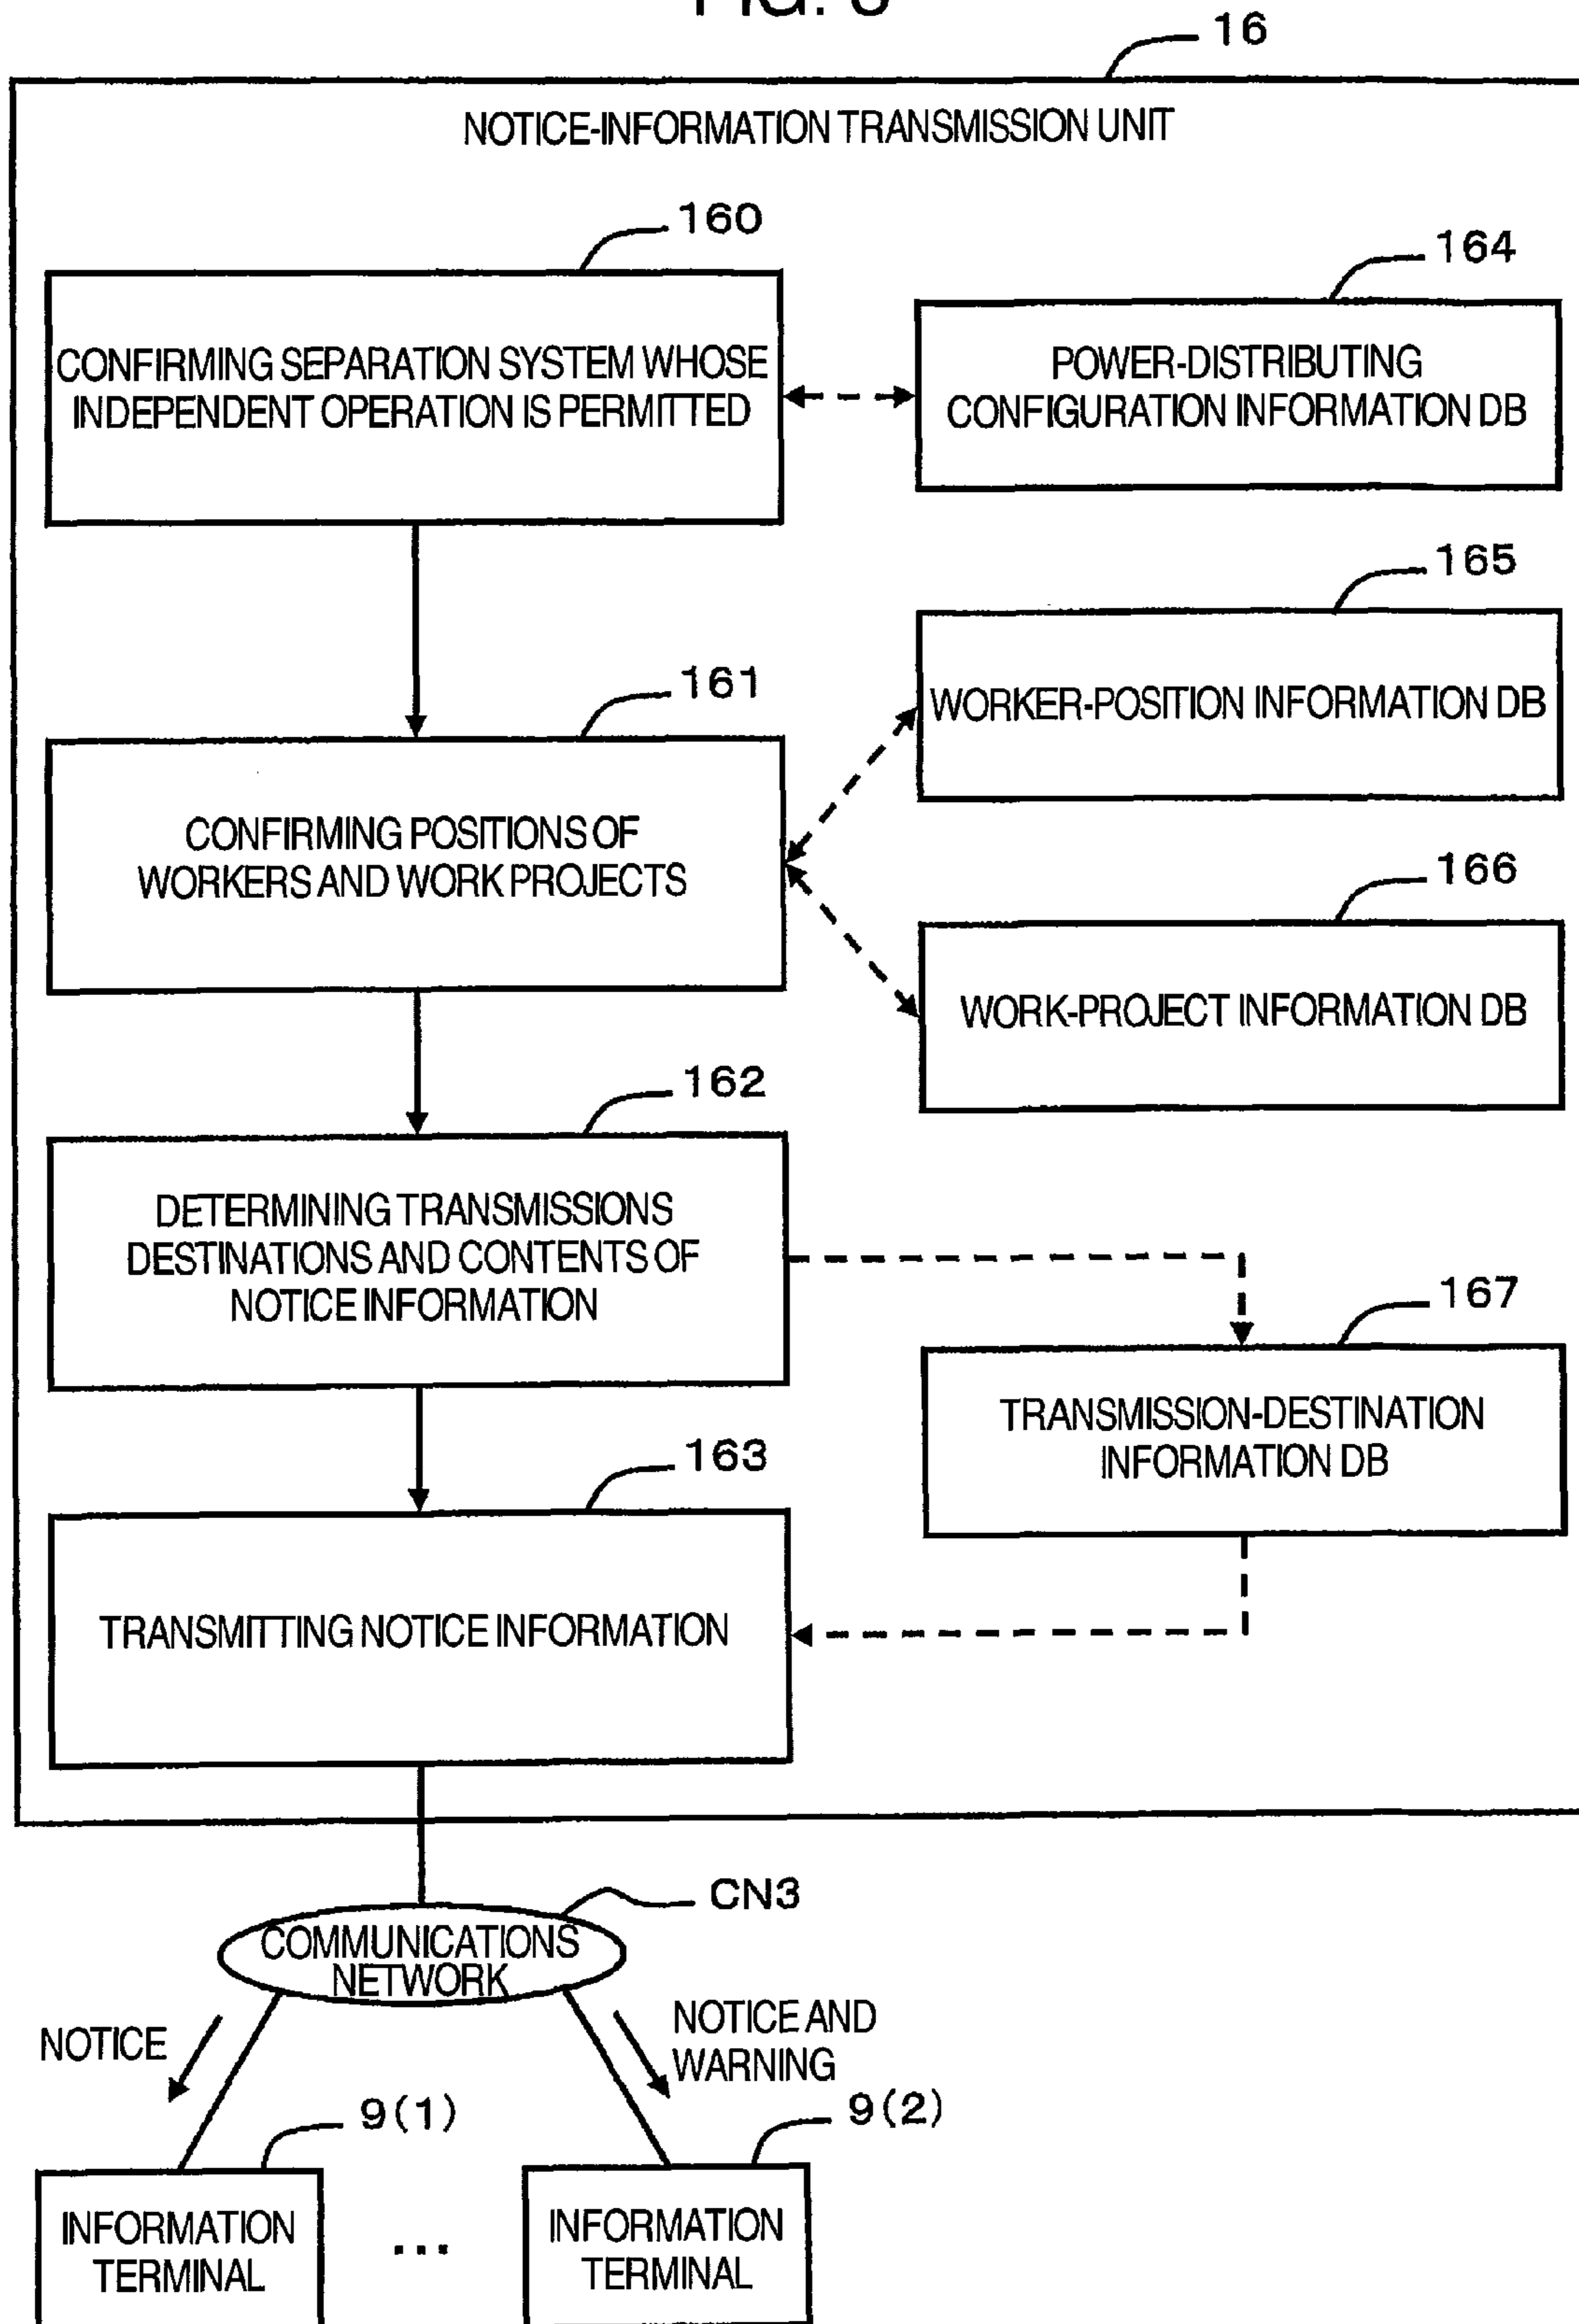 16
NOTICE-INFORMATION TRANSMISSION UNIT
160
CONFIRMING SEPARATION SYSTEM WHOSE
INDEPENDENT OPERATION IS PERMITTED
164
POWER-DISTRIBUTING
CONFIGURATION INFORMATION DB
165
WORKER-POSITION INFORMATION DB
161
CONFIRMING POSITIONS OF
WORKERS AND WORK PROJECTS
166
WORK-PROJECT INFORMATION DB
162
DETERMINING TRANSMISSIONS
DESTINATIONS AND CONTENTS OF
NOTICE INFORMATION
167
TRANSMISSION-DESTINATION
INFORMATION DB
163
TRANSMITTING NOTICE INFORMATION
CN3
COMMUNICATIONS
NETWORK
NOTICE
NOTICE AND
WARNING
9(1)
9(2)
INFORMATION
TERMINAL
...
INFORMATION
TERMINAL